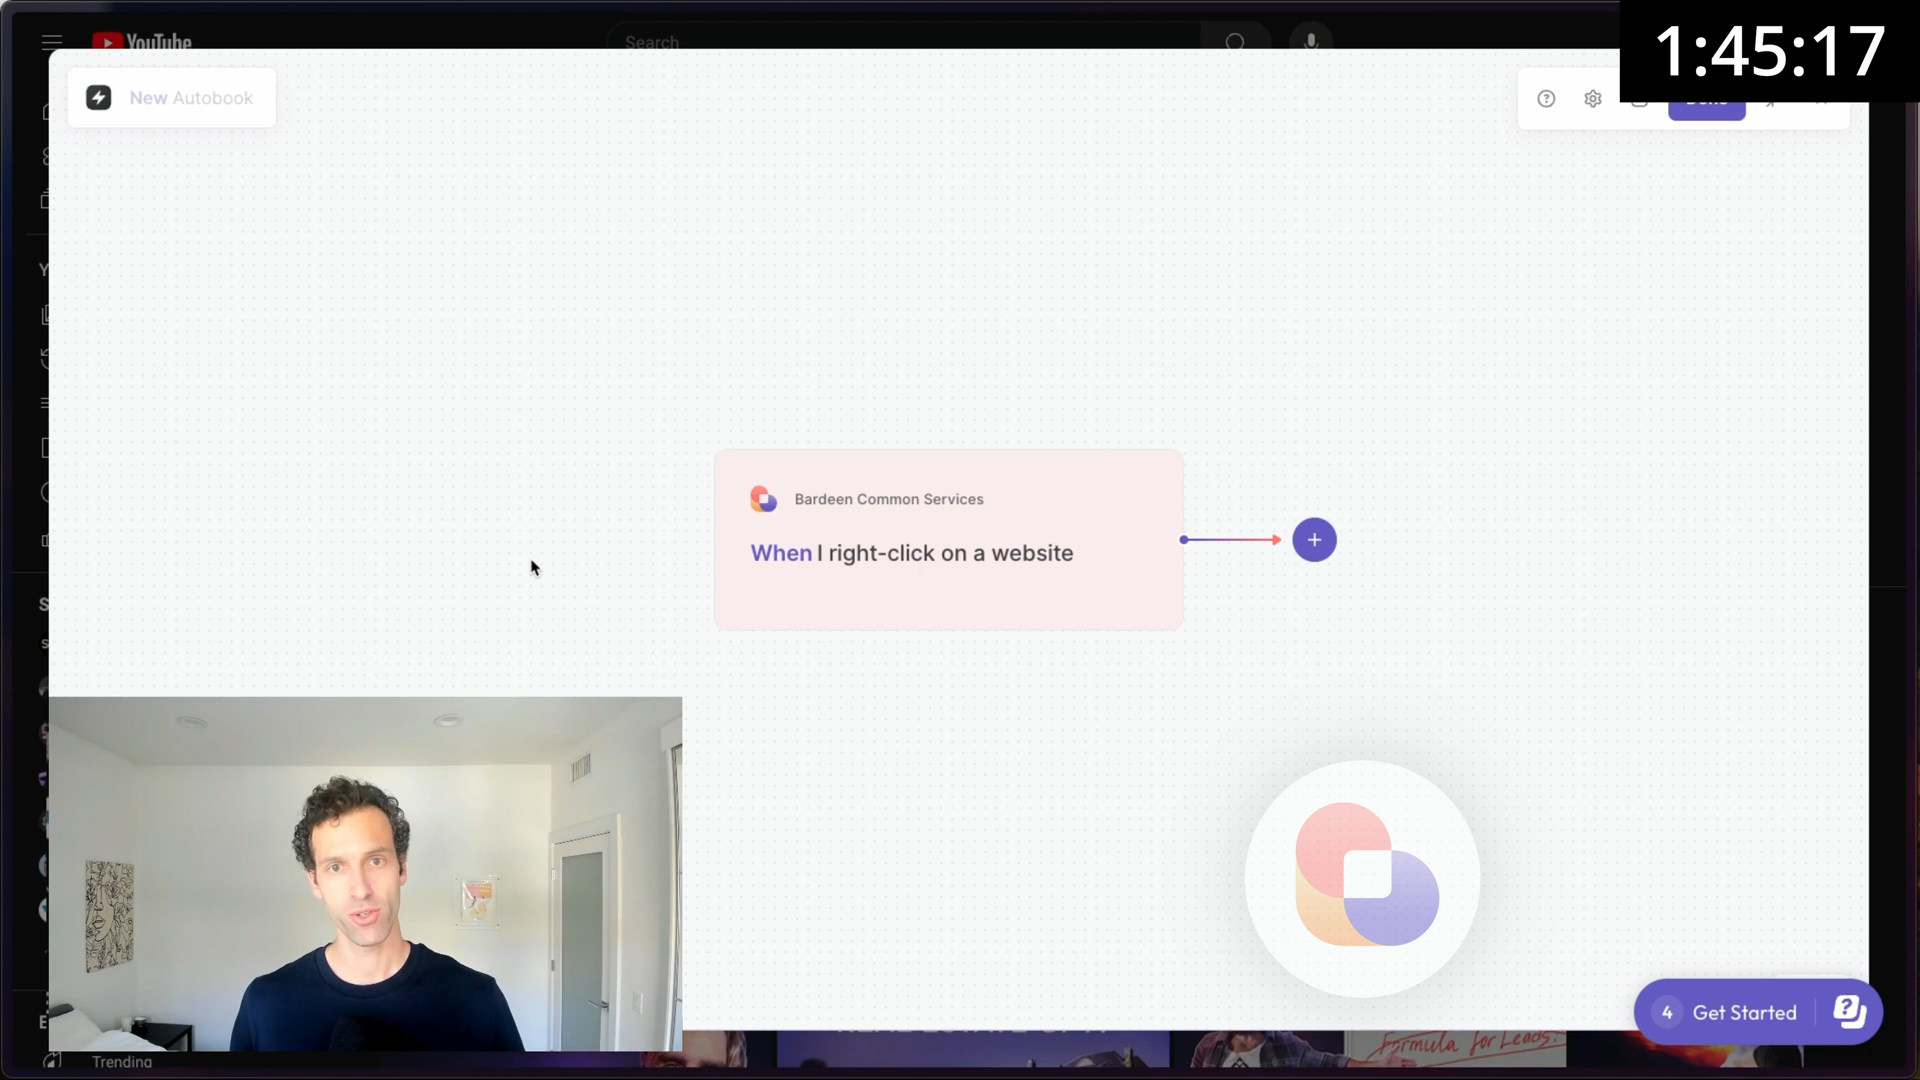 YouTube
Search
1:45:17
New Autobook
Bardeen Common Services
When I right-click on a website
4 Get Started
Formula for Leads:
Trending